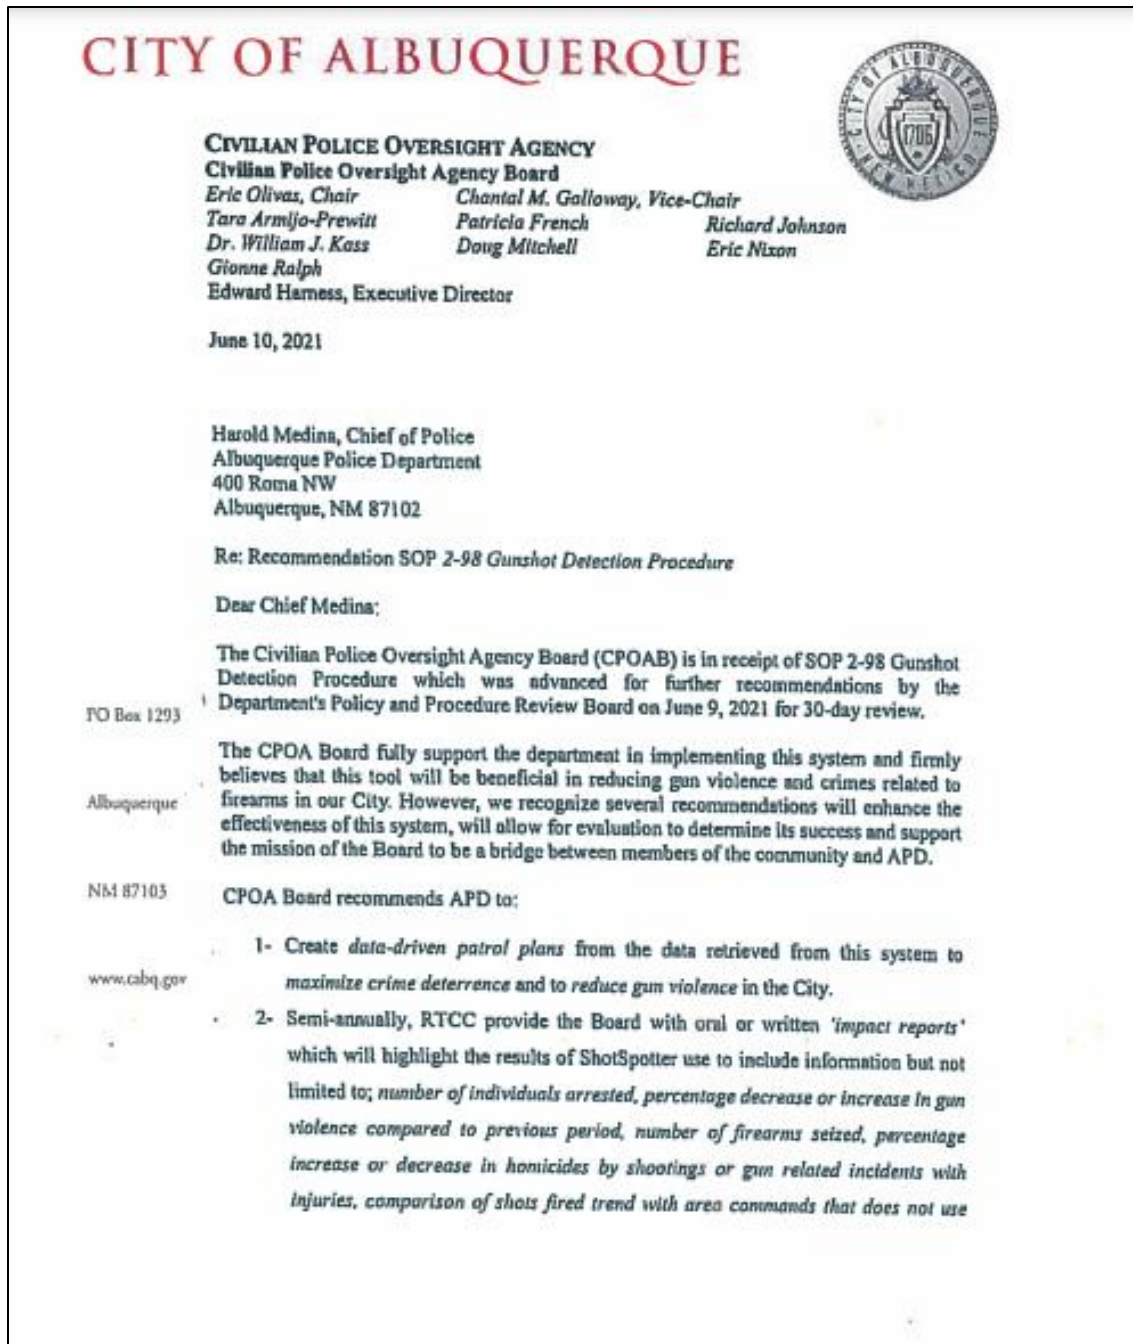 CITY OF ALBUQUERQUE
CITY OF ALBUQUERQUE
1706
NEW MEXICO
CIVILIAN POLICE OVERSIGHT AGENCY
Civilian Police Oversight Agency Board
Eric Olivas, Chair Chantal M. Galloway, Vice-Chair
Tara Armijo-Prewitt Patricia French Richard Johnson
Dr. William J. Kass Doug Mitchell Eric Nixon
Gionne Ralph
Edward Harness, Executive Director
June 10, 2021
Harold Medina, Chief of Police
Albuquerque Police Department
400 Roma NW
Albuquerque, NM 87102
Re: Recommendation SOP 2-98 Gunshot Detection Procedure
Dear Chief Medina:
The Civilian Police Oversight Agency Board (CPOAB) is in receipt of SOP 2-98 Gunshot
Detection Procedure which was advanced for further recommendations by the
Department's Policy and Procedure Review Board on June 9, 2021 for 30-day review.
PO Box 1293
The CPOA Board fully support the department in implementing this system and firmly
believes that this tool will be beneficial in reducing gun violence and crimes related to
firearms in our City. However, we recognize several recommendations will enhance the
effectiveness of this system, will allow for evaluation to determine its success and support
the mission of the Board to be a bridge between members of the community and APD.
Albuquerque
NM 87103
CPOA Board recommends APD to:
1- Create data-driven patrol plans from the data retrieved from this system to
maximize crime deterrence and to reduce gun violence in the City.
www.cabq.gov
2- Semi-annually, RTCC provide the Board with oral or written 'impact reports'
which will highlight the results of ShotSpotter use to include information but not
limited to; number of individuals arrested, percentage decrease or increase in gun
violence compared to previous period, number of firearms seized, percentage
increase or decrease in homicides by shootings or gun related incidents with
injuries, comparison of shots fired trend with area commands that does not use